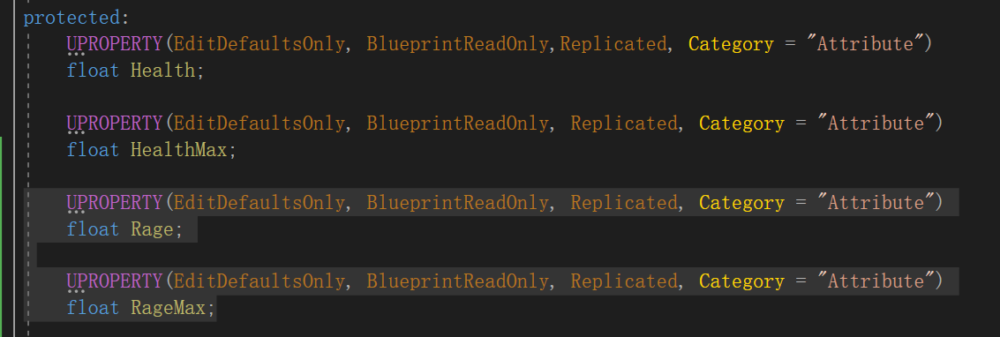 protected:
UPROPERTY(EditDefaultsOnly, BlueprintReadOnly,Replicated, Category = "Attribute")
float Health;
UPROPERTY(EditDefaultsOnly, BlueprintReadOnly, Replicated, Category = "Attribute")
float HealthMax;
UPROPERTY(EditDefaultsOnly, BlueprintReadOnly, Replicated, Category = "Attribute")
float Rage;
UPROPERTY(EditDefaultsOnly, BlueprintReadOnly, Replicated, Category = "Attribute")
float RageMax;